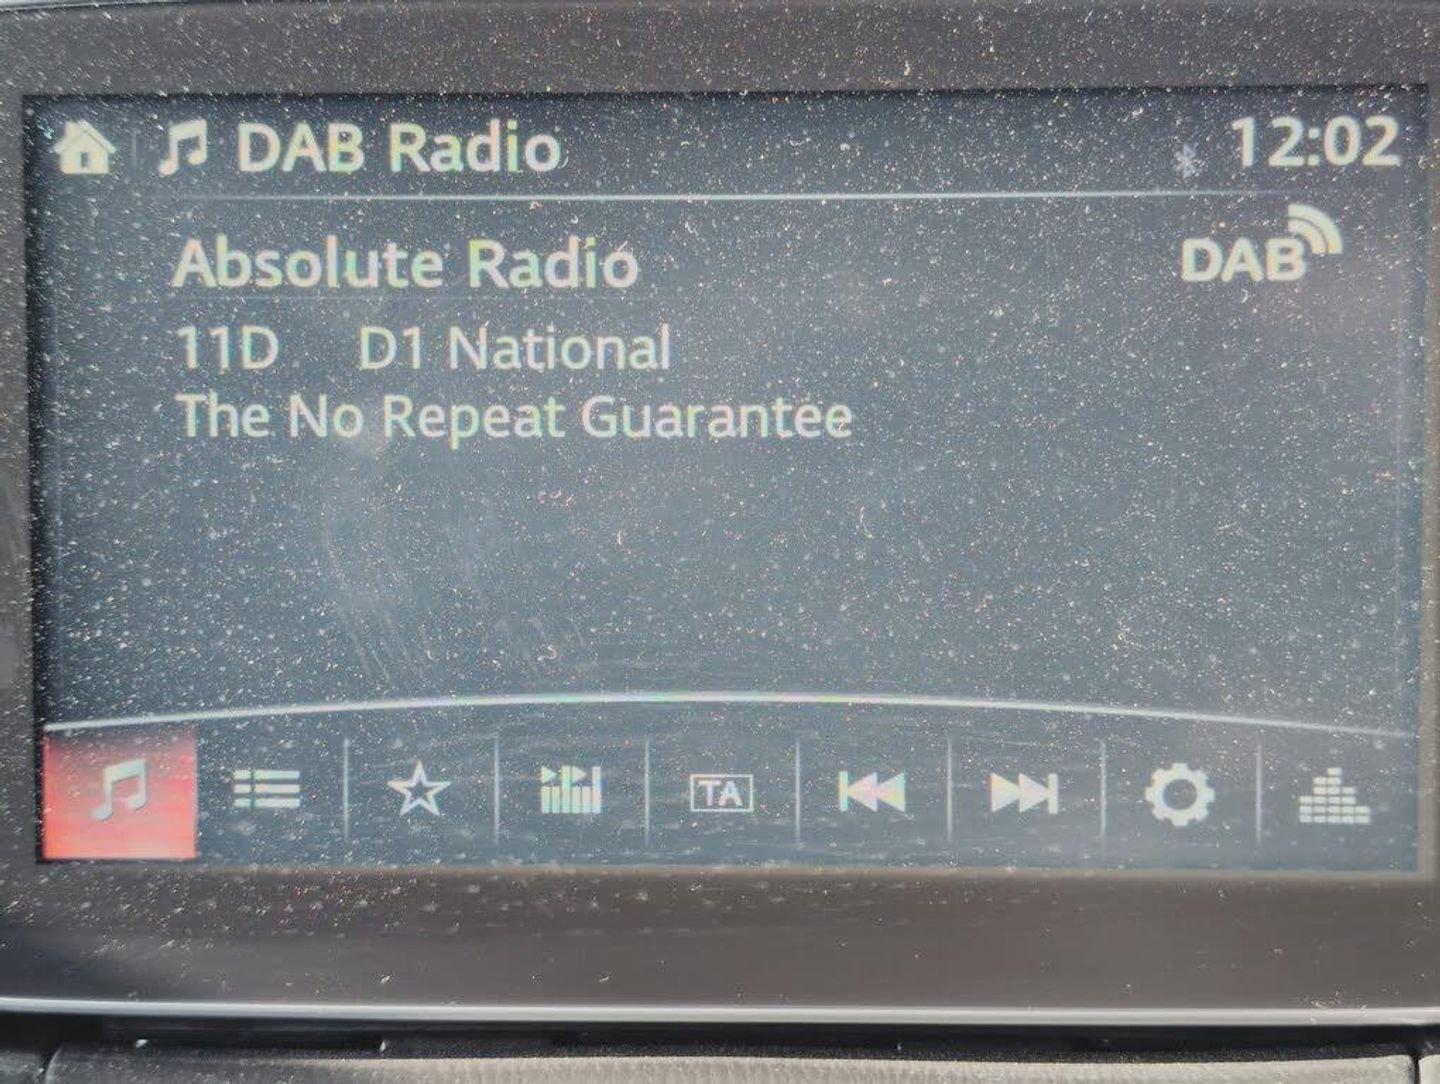 DAB Radio 12:02
Absolute Radio DAB
11D D1 National
The No Repeat Guarantee
TA